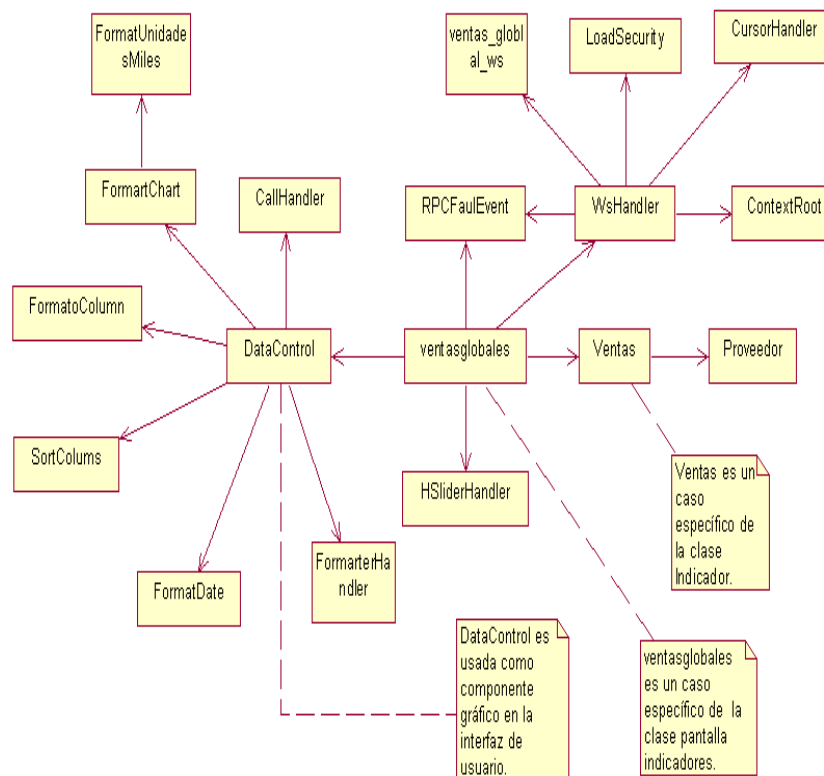 FormatUnidad
esMiles
ventas_globl
al_ws
LoadSecurity
CursorHandler
FormartChart
CallHandler
RPCFaulEvent
WsHandler
ContextRoot
FormatoColumn
DataControl
ventasglobales
Ventas
Proveedor
SortColums
HSliderHandler
Ventas es un
caso
específico de
la clase
Indicador.
FormatDate
FormarterHa
ndler
DataControl es
usada como
componente
gráfico en la
interfaz de
usuario.
ventasglobales
es un caso
específico de la
clase pantalla
indicadores.